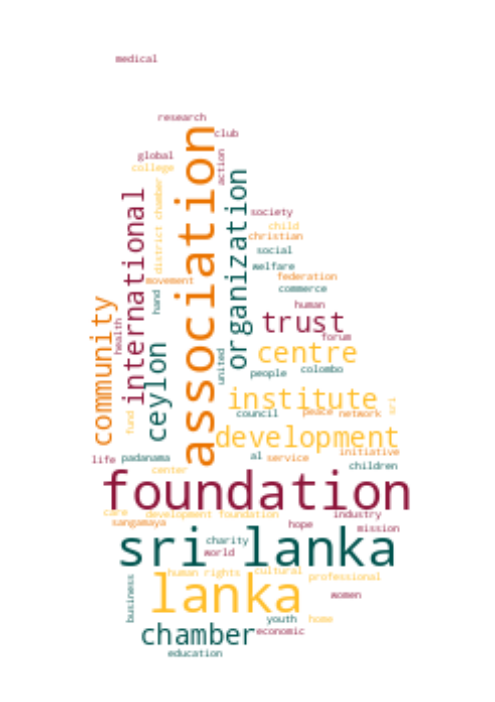 medical
research
club
association
global
college
action
organization
international
district chamber
society
child
christian
social
welfare
federation
movement
commerce
hand
community
human
trust
health
forum
ceylon
united
centre
people
colombo
institute
sri
fund
council
peace
network
development
life
padanama
al
service
initiative
center
children
foundation
care
development foundation
industry
sangamaya
hope
mission
sri lanka
charity
world
human rights
cultural
professional
business
lanka
women
youth
home
chamber
economic
education